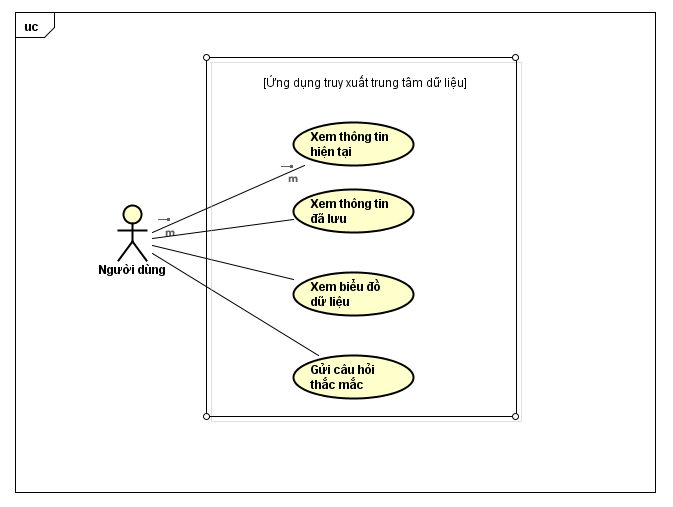 uc
[Ứng dụng truy xuất trung tâm dữ liệu]
Xem thông tin
hiện tại
m
Xem thông tin
đã lưu
m
Người dùng
Xem biểu đồ
dữ liệu
Gửi câu hỏi
thắc mắc